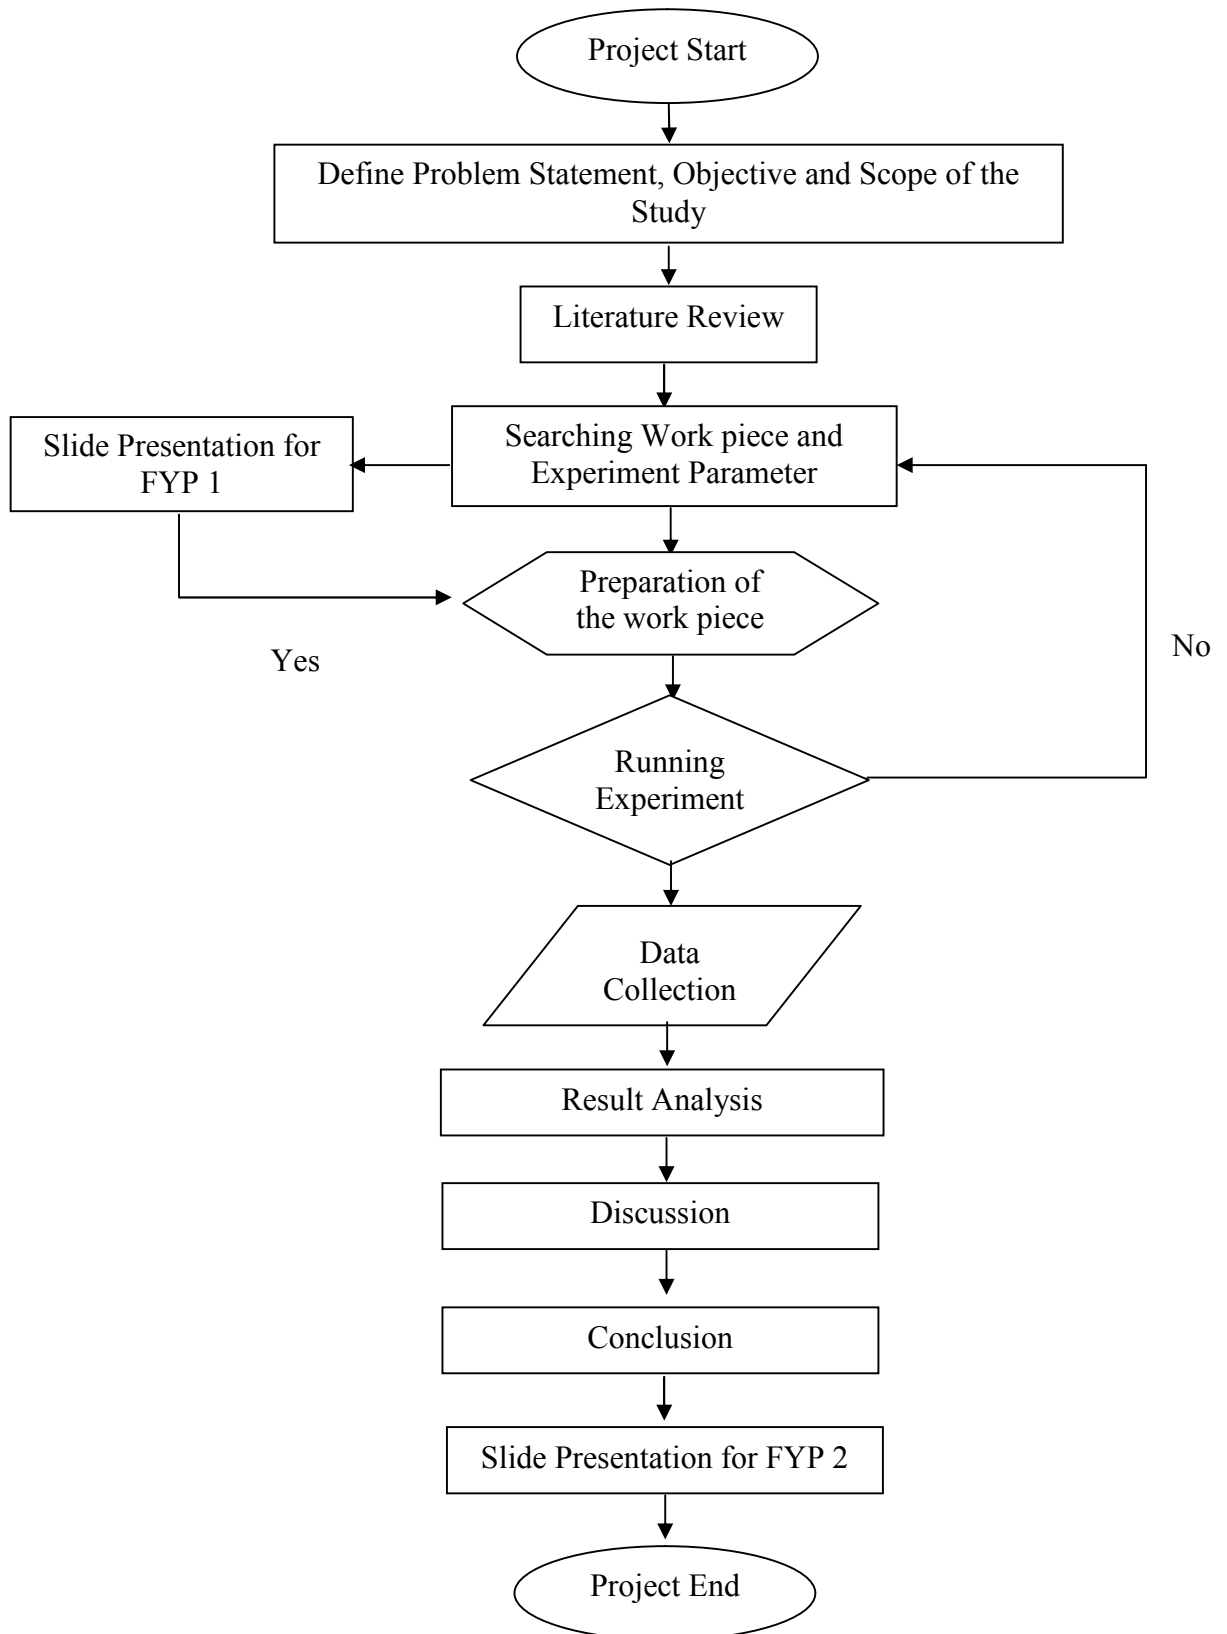 Project Start
Define Problem Statement, Objective and Scope of the
Study
Literature Review
Slide Presentation for
FYP 1
Searching Work piece and
Experiment Parameter
Preparation of
the work piece
Yes
No
Running
Experiment
Data
Collection
Result Analysis
Discussion
Conclusion
Slide Presentation for FYP 2
Project End